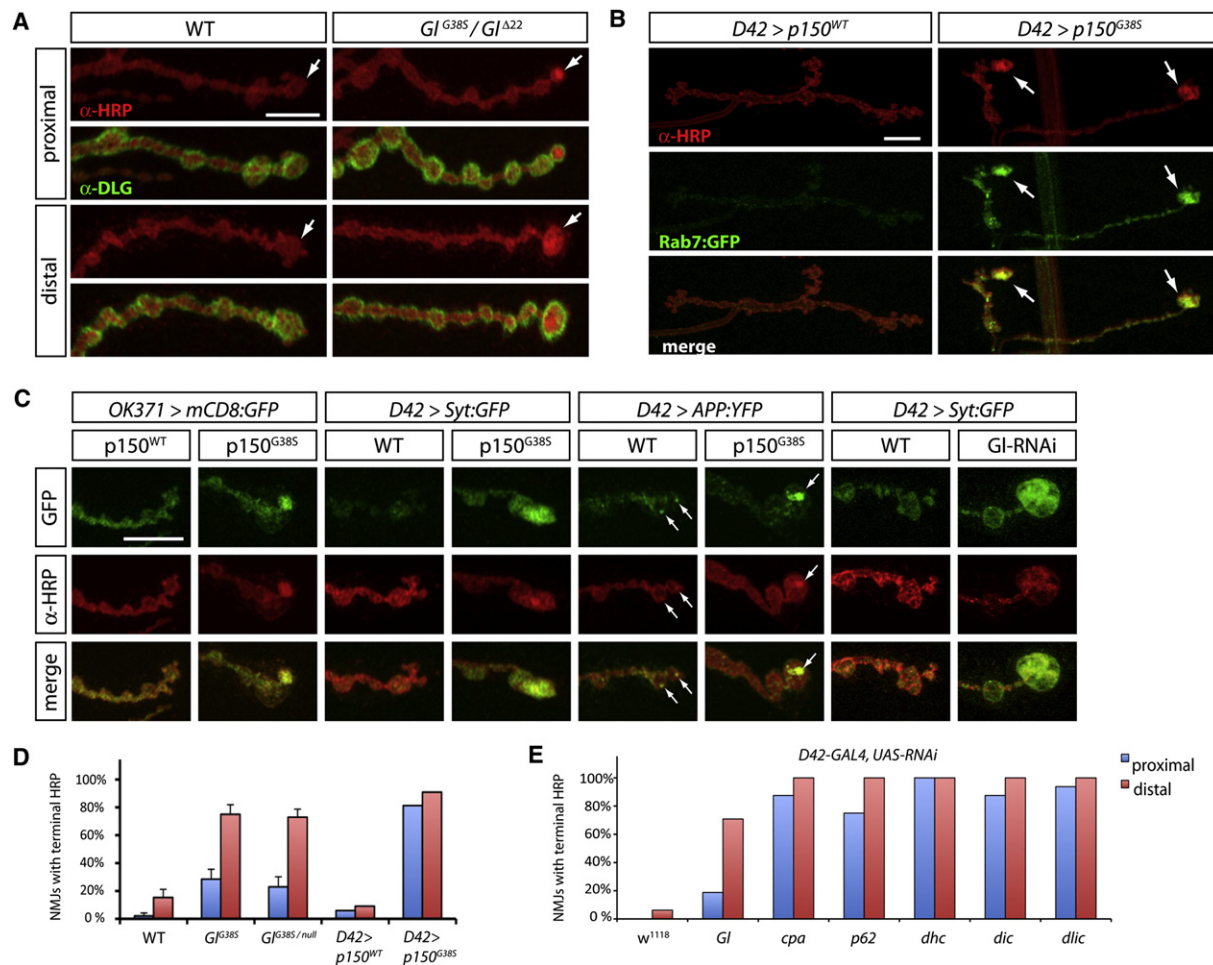 A
WT
Gl G38S / Gl Δ22
proximal
α-HRP
α-DLG
distal
B
D42 > p150WT
D42 > p150G38S
α-HRP
Rab7:GFP
merge
C
OK371 > mCD8:GFP
D42 > Syt:GFP
D42 > APP:YFP
D42 > Syt:GFP
p150WT
p150G38S
WT
p150G38S
WT
p150G38S
WT
Gl-RNAi
GFP
α-HRP
merge
D
NMJs with terminal HRP
100%
80%
60%
40%
20%
0 %
WT
GlG38S
GlG38S / null
D42> p150WT
D42> p150G38S
E
D42-GAL4, UAS-RNAi
NMJs with terminal HRP
100%
80%
60%
40%
20%
0 %
w1118
Gl
cpa
p62
dhc
dic
dlic
proximal
distal